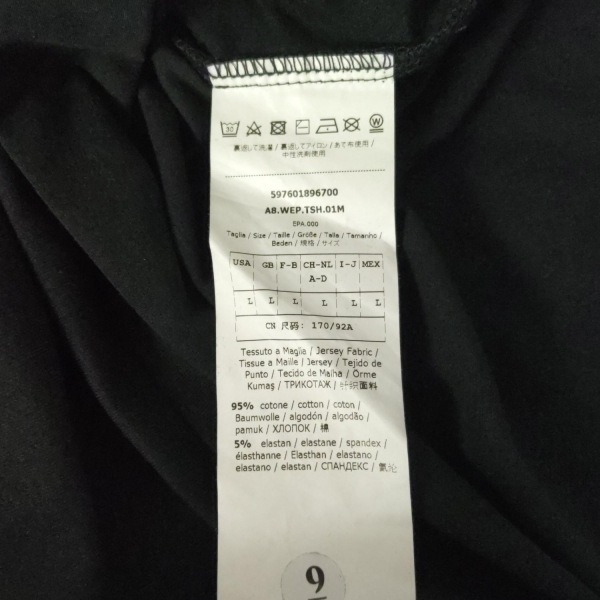 30 W
裏返して洗濯 / 裏返してアイロン / あて布使用 /
中性洗剤使用
597601896700
A8.WEP.TSH.01M
EPA.000
Taglia / Size / Taille / Größe / Talla / Tamanho /
Beden / 規格 / サイズ
USA GB F-B CH-NL I-J MEX
A-D
L L L L L L
CN 尺码: 170/92A
Tessuto a Maglia / Jersey Fabric /
Tissue a Maille / Jersey / Tejido de
Punto / Tecido de Malha / Örme
Kumaş / ТРИКОТАЖ / 针织面料
95% cotone / cotton / coton /
Baumwolle / algodón / algodão /
pamuk / ХЛОПОК / 棉
5% elastan / elastane / spandex /
élasthanne / Elasthan / elastano /
elastano / elastan / СПАНДЕКС / 氨纶
9